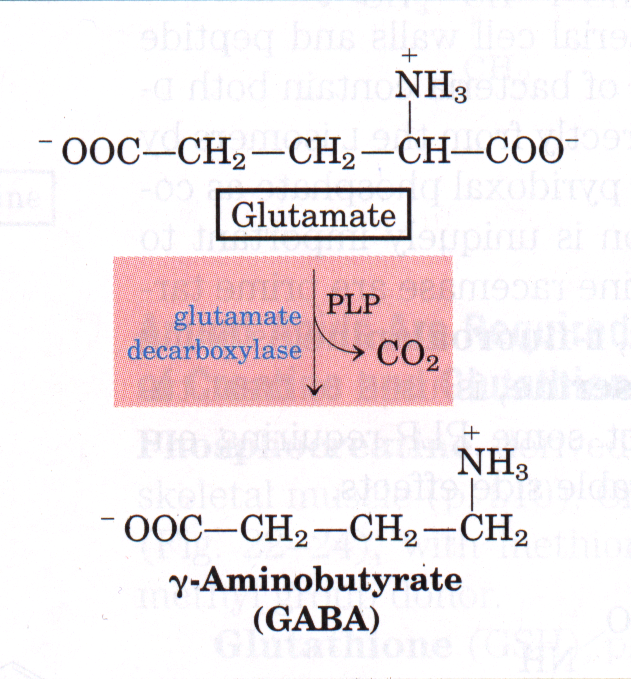 +
NH₃
⁻OOC—CH₂—CH₂—CH—COO⁻
Glutamate
PLP
glutamate
decarboxylase
CO₂
+
NH₃
⁻OOC—CH₂—CH₂—CH₂
γ-Aminobutyrate
(GABA)